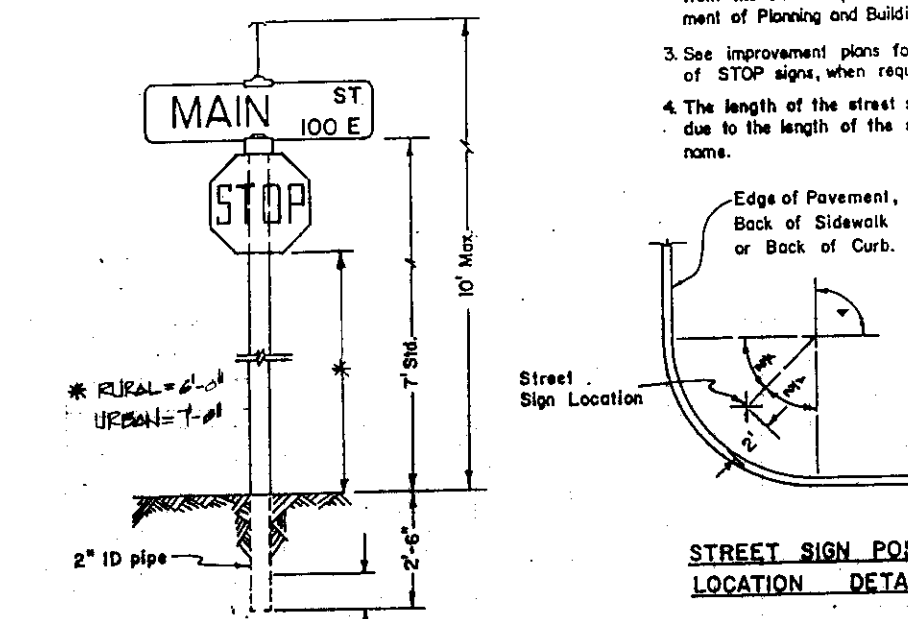 ment of Planning and Buildi
3. See improvement plans fo
of STOP signs, when requ
4. The length of the street s
due to the length of the s
name.
MAIN ST
100 E
STOP
Edge of Pavement,
Back of Sidewalk
or Back of Curb.
10' Max.
7' Std.
*
* RURAL = 6'-0"
URBAN = 7'-0"
Street
Sign Location
2'
2'-6"
2" ID pipe
STREET SIGN POS
LOCATION DETA